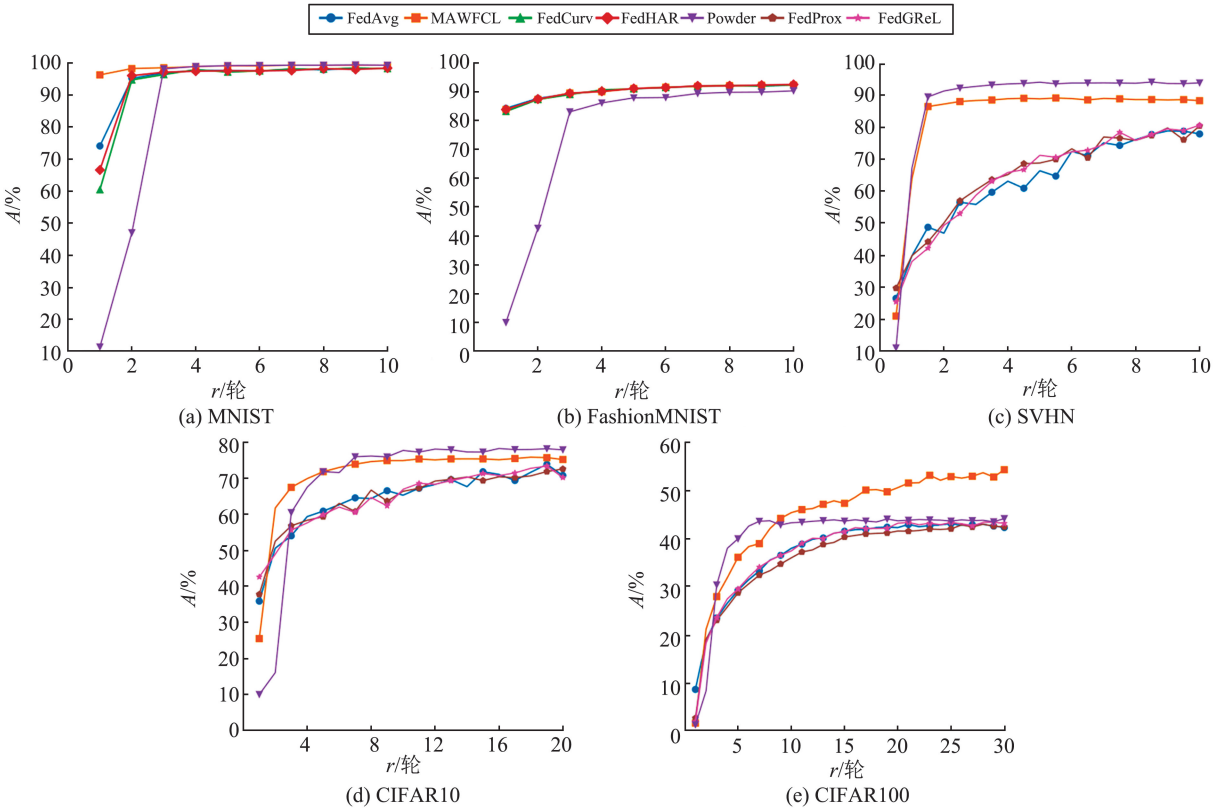 FedAvg MAWFCL FedCurv FedHAR Powder FedProx FedGReL
A/%
100
90
80
70
60
50
40
30
20
10
0 2 4 6 8 10
r/轮
(a) MNIST
A/%
100
90
80
70
60
50
40
30
20
10
0
2 4 6 8 10
r/轮
(b) FashionMNIST
A/%
100
90
80
70
60
50
40
30
20
10
0 2 4 6 8 10
r/轮
(c) SVHN
A/%
80
70
60
50
40
30
20
10
0
4 8 12 16 20
r/轮
(d) CIFAR10
A/%
60
50
40
30
20
10
0
5 10 15 20 25 30
r/轮
(e) CIFAR100